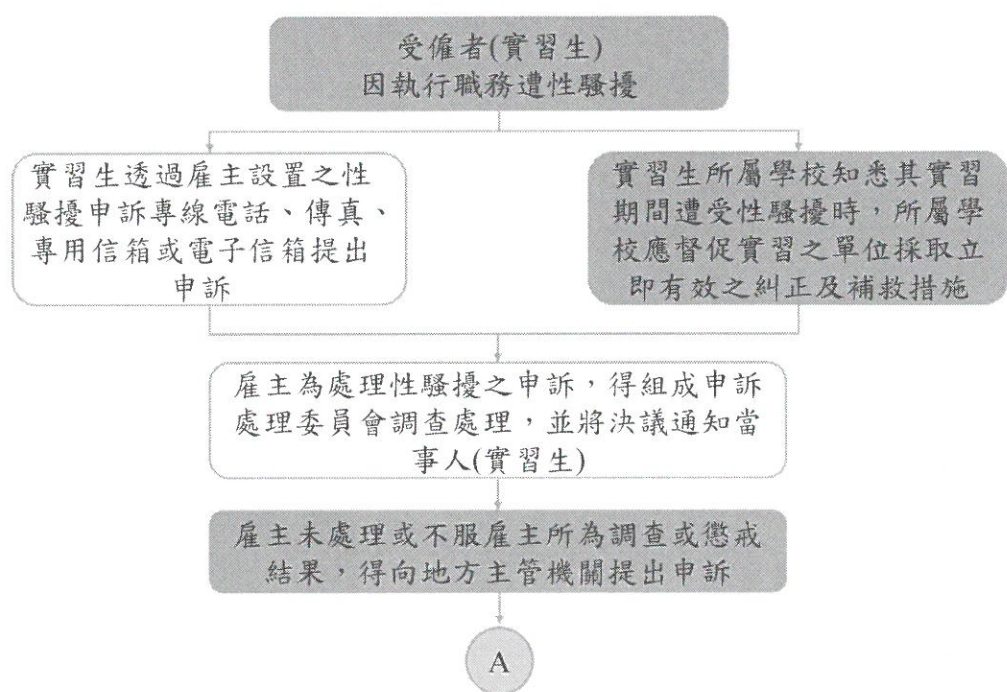 受僱者(實習生)
因執行職務遭性騷擾
實習生透過雇主設置之性
騷擾申訴專線電話、傳真、
專用信箱或電子信箱提出
申訴
實習生所屬學校知悉其實習
期間遭受性騷擾時，所屬學
校應督促實習之單位採取立
即有效之糾正及補救措施
雇主為處理性騷擾之申訴，得組成申訴
處理委員會調查處理，並將決議通知當
事人(實習生)
雇主未處理或不服雇主所為調查或懲戒
結果，得向地方主管機關提出申訴
A